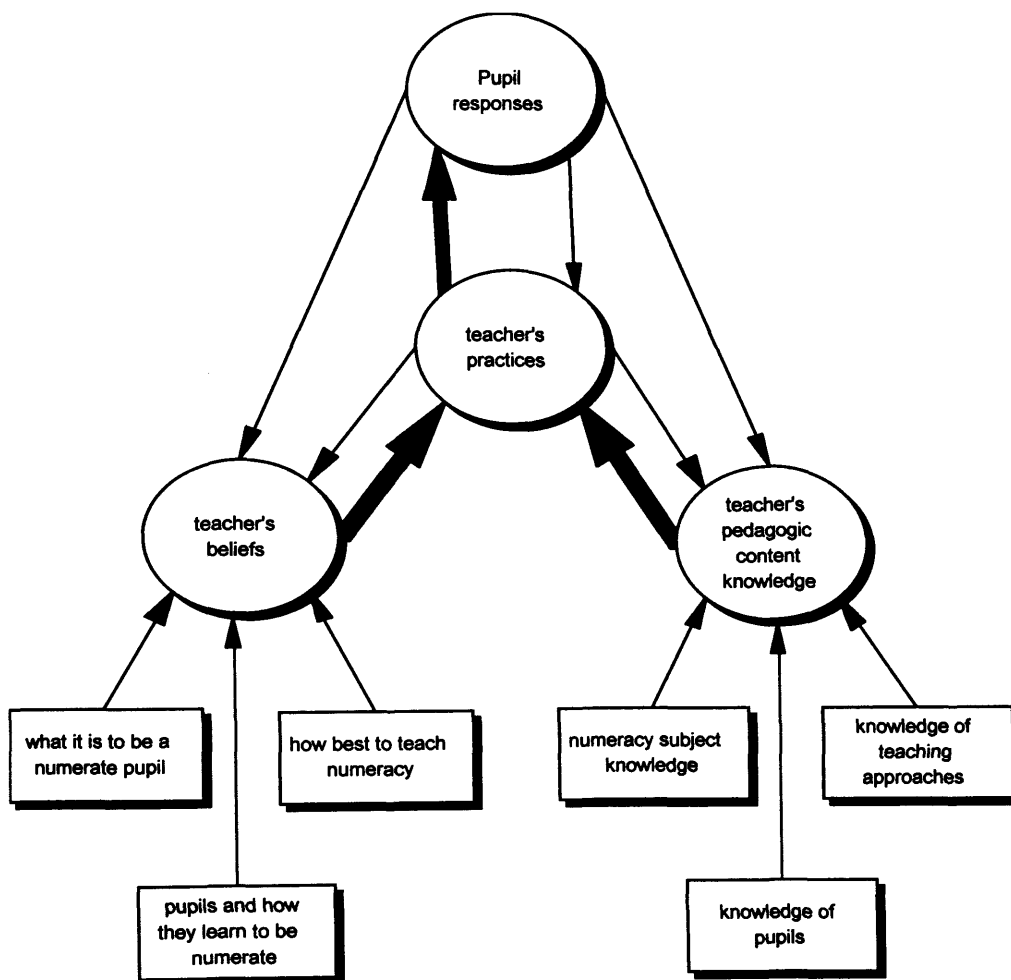 Pupil
responses
teacher's
practices
teacher's
beliefs
teacher's
pedagogic
content
knowledge
what it is to be a
numerate pupil
how best to teach
numeracy
numeracy subject
knowledge
knowledge of
teaching
approaches
pupils and how
they learn to be
numerate
knowledge of
pupils